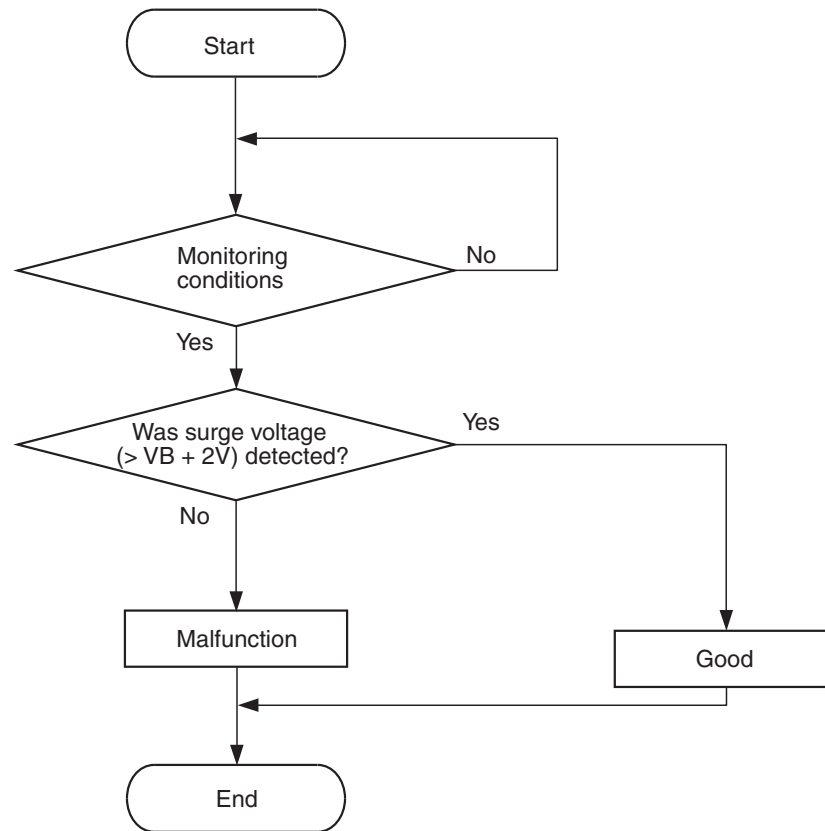 Start
Monitoring
conditions
No
Yes
Was surge voltage
(> VB + 2V) detected?
Yes
No
Malfunction
Good
End